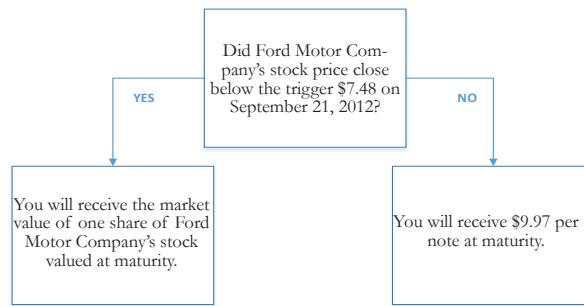 Did Ford Motor Com-
pany's stock price close
below the trigger $7.48 on
September 21, 2012?
YES
NO
You will receive the market
value of one share of Ford
Motor Company's stock
valued at maturity.
You will receive $9.97 per
note at maturity.